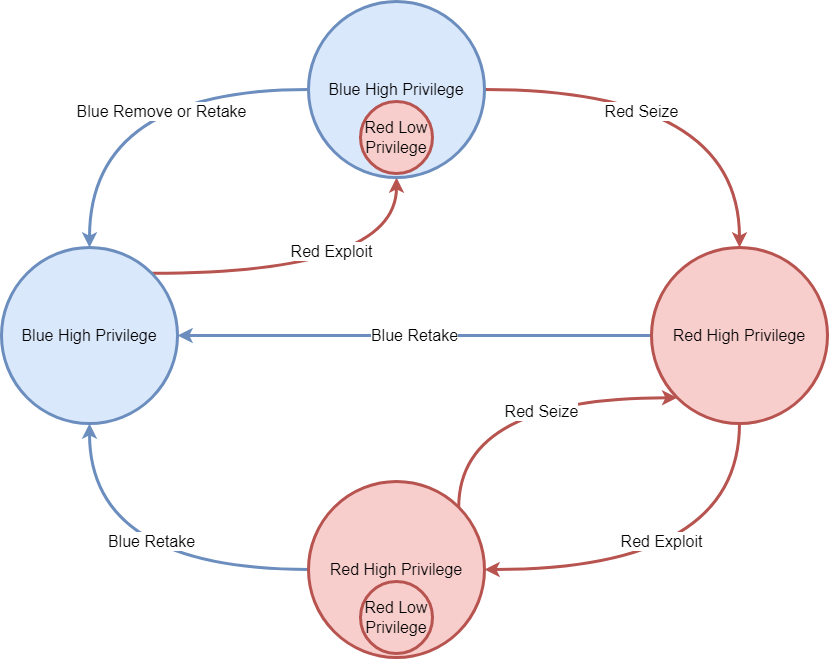 Blue High Privilege
Red Low
Privilege
Blue Remove or Retake
Red Seize
Red Exploit
Blue High Privilege
Blue Retake
Red High Privilege
Red Seize
Blue Retake
Red Exploit
Red High Privilege
Red Low
Privilege